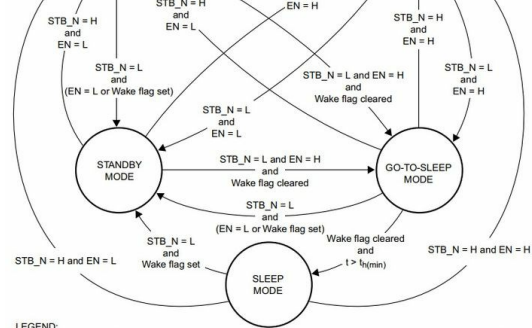 STB_N = H
and
EN = L
STB_N = H
and
EN = L
EN = H
STB_N = H
and
EN = H
STB_N = L
and
(EN = L or Wake flag set)
STB_N = L and EN = H
and
Wake flag cleared
STB_N = L
and
EN = H
STB_N = L
and
EN = L
STANDBY
MODE
STB_N = L and EN = H
and
Wake flag cleared
GO-TO-SLEEP
MODE
STB_N = L
and
(EN = L or Wake flag set)
STB_N = L
and
Wake flag set
Wake flag cleared
and
t > th(min)
STB_N = H and EN = L
STB_N = H and EN = H
SLEEP
MODE
LEGEND: